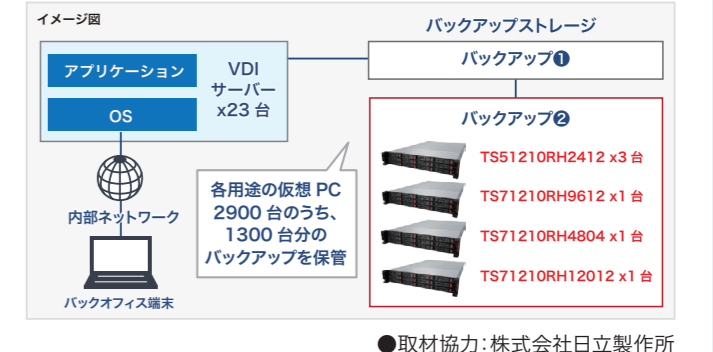 イメージ図
バックアップストレージ
アプリケーション
OS
VDI
サーバー
x23 台
バックアップ❶
バックアップ❷
TS51210RH2412 x3 台
TS71210RH9612 x1 台
TS71210RH4804 x1 台
TS71210RH12012 x1 台
各用途の仮想 PC
2900 台のうち、
1300 台分の
バックアップを保管
内部ネットワーク
バックオフィス端末
●取材協力：株式会社日立製作所